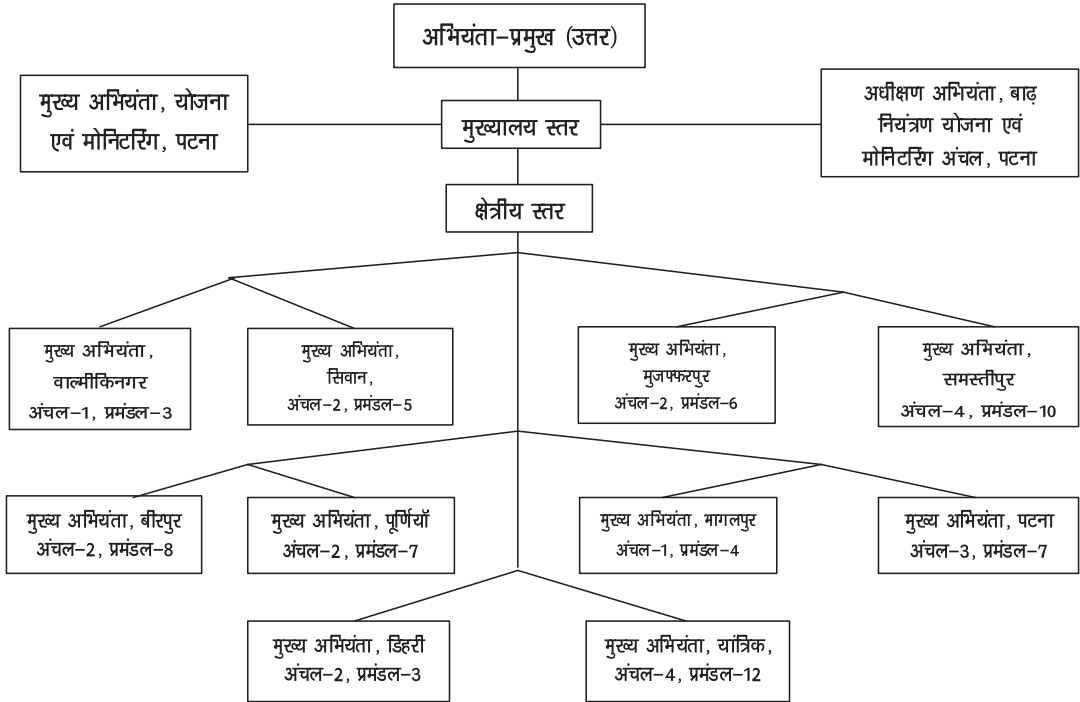 अभियंता-प्रमुख (उत्तर)
मुख्य अभियंता, योजना
एवं मोनिटरिंग, पटना
मुख्यालय स्तर
अधीक्षण अभियंता, बाढ़
नियंत्रण योजना एवं
मोनिटरिंग अंचल, पटना
क्षेत्रीय स्तर
मुख्य अभियंता,
वाल्मीकिनगर
अंचल-1, प्रमंडल-3
मुख्य अभियंता,
सिवान,
अंचल-2, प्रमंडल-5
मुख्य अभियंता,
मुजफ्फरपुर
अंचल-2, प्रमंडल-6
मुख्य अभियंता,
समस्तीपुर
अंचल-4, प्रमंडल-10
मुख्य अभियंता, बीरपुर
अंचल-2, प्रमंडल-8
मुख्य अभियंता, पूर्णियॉ
अंचल-2, प्रमंडल-7
मुख्य अभियंता, भागलपुर
अंचल-1, प्रमंडल-4
मुख्य अभियंता, पटना
अंचल-3, प्रमंडल-7
मुख्य अभियंता, डिहरी
अंचल-2, प्रमंडल-3
मुख्य अभियंता, यांत्रिक,
अंचल-4, प्रमंडल-12